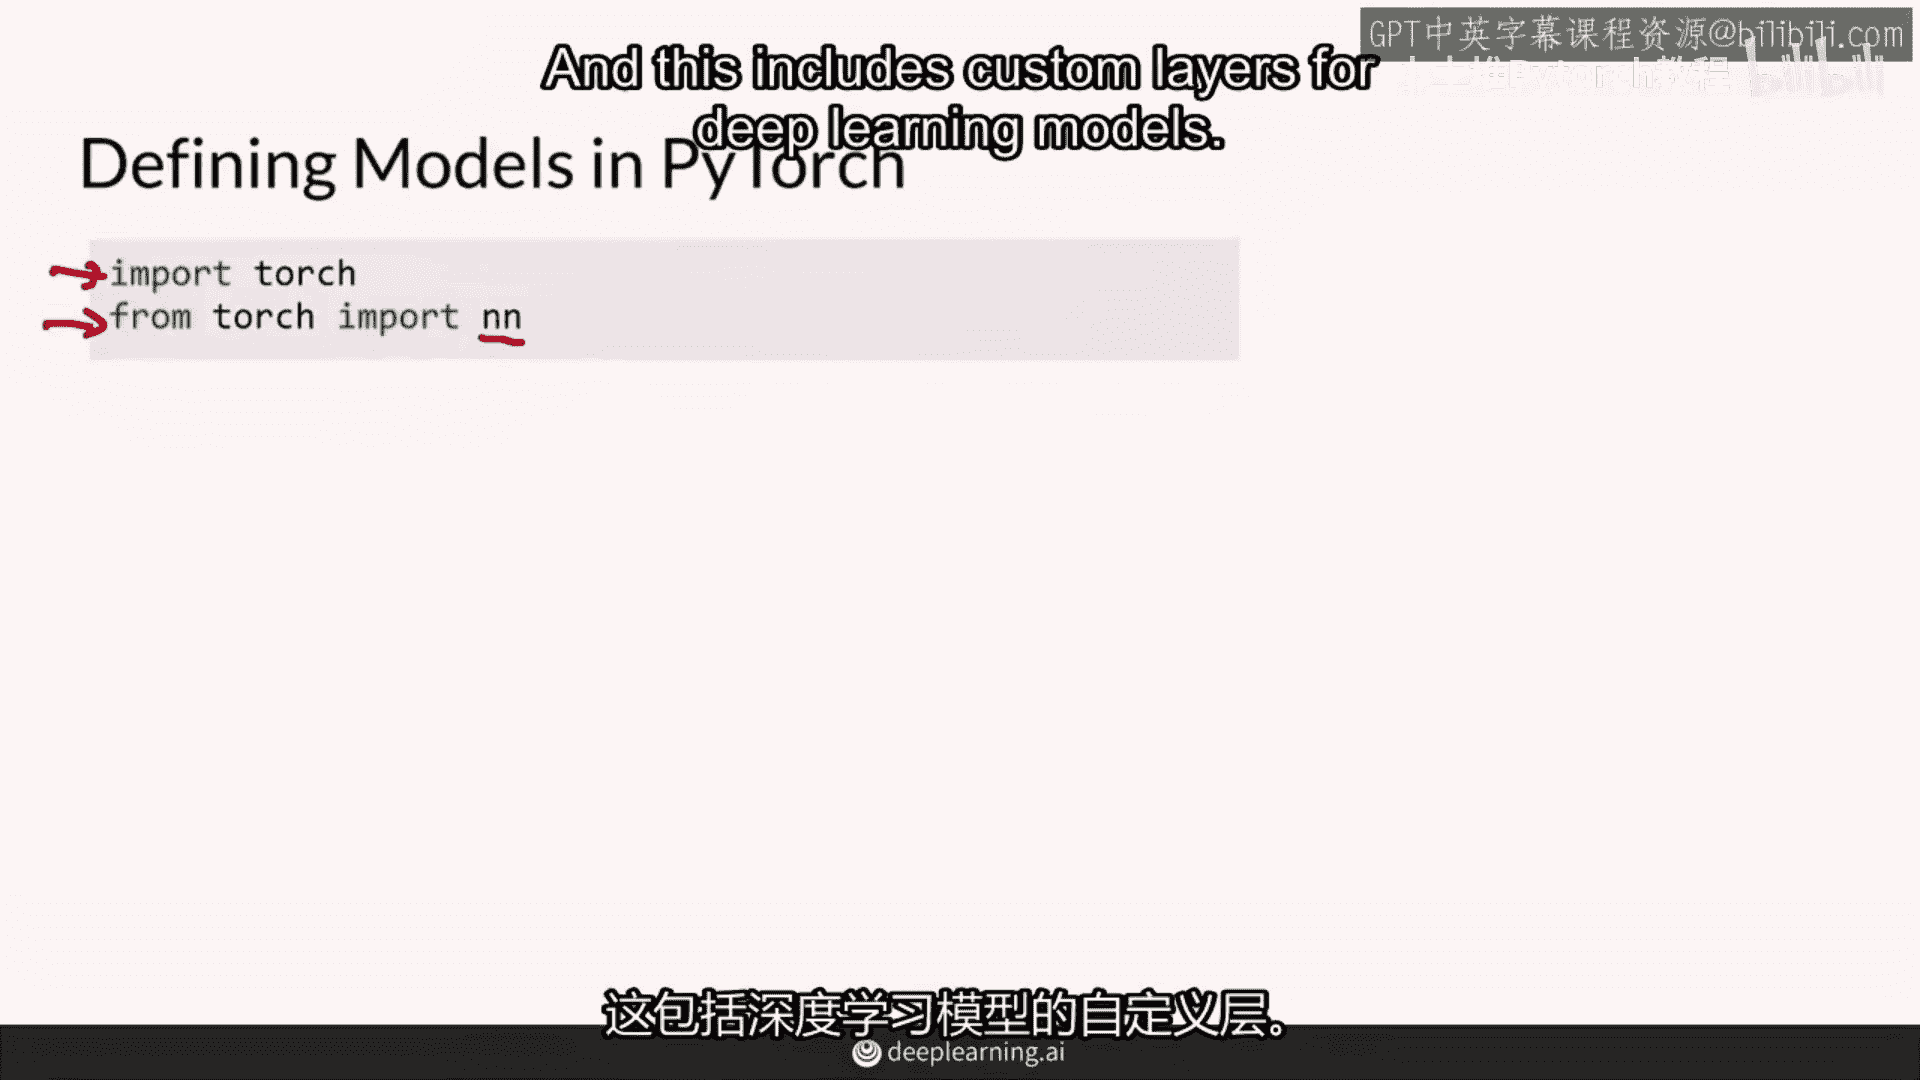 GPT中英字幕课程资源@bilibili.com
And this includes custom layers for
deep learning models.
Defining Models in PyTorch
import torch
from torch import nn
这包括深度学习模型的自定义层。
deeplearning.ai
bilibili